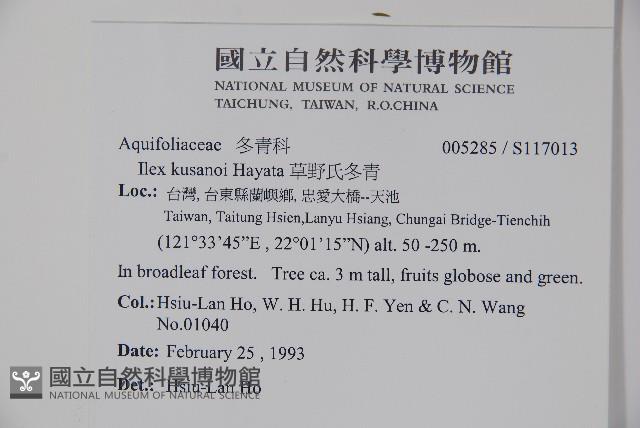 國立自然科學博物館
NATIONAL MUSEUM OF NATURAL SCIENCE
TAICHUNG, TAIWAN, R.O.CHINA
Aquifoliaceae 冬青科 005285 / S117013
Ilex kusanoi Hayata 草野氏冬青
Loc.: 台灣, 台東縣蘭嶼鄉, 忠愛大橋--天池
Taiwan, Taitung Hsien,Lanyu Hsiang, Chungai Bridge-Tienchih
(121°33'45”E , 22°01'15”N) alt. 50 -250 m.
In broadleaf forest. Tree ca. 3 m tall, fruits globose and green.
Col.:Hsiu-Lan Ho, W. H. Hu, H. F. Yen & C. N. Wang
No.01040
Date: February 25 , 1993
Det.: Hsiu-Lan Ho
國立自然科學博物館
NATIONAL MUSEUM OF NATURAL SCIENCE